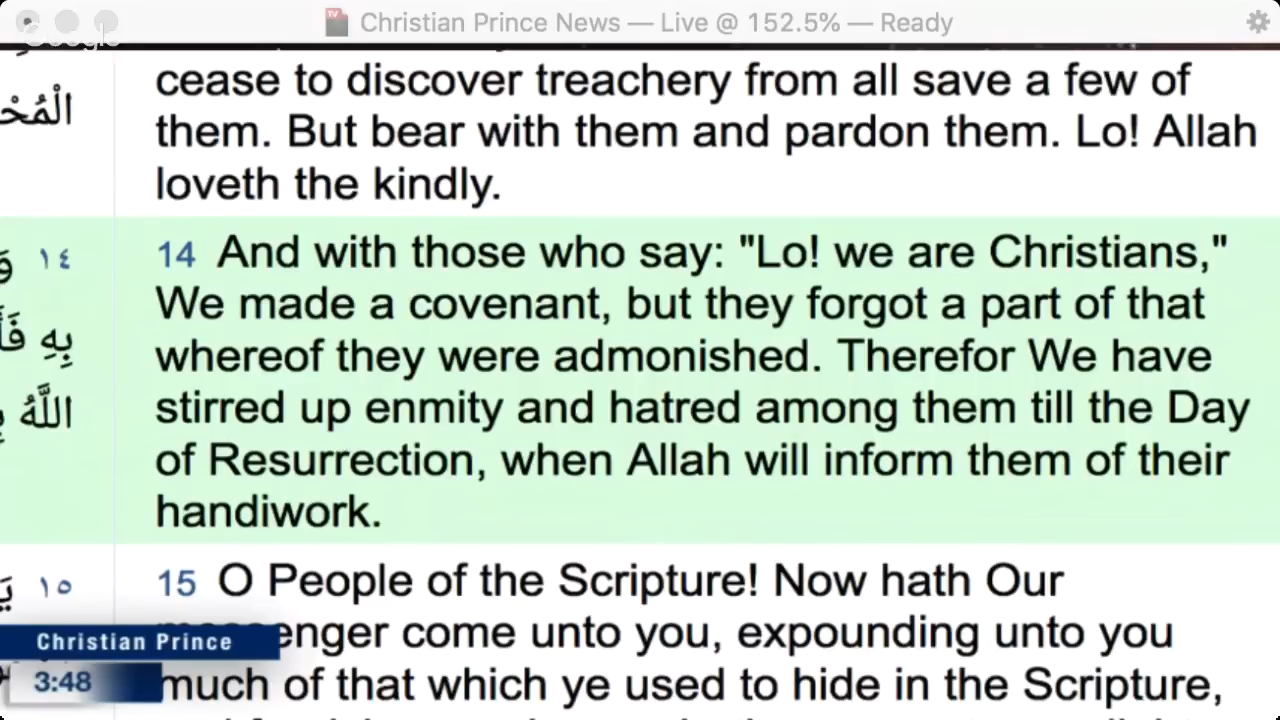 Christian Prince News — Live @ 152.5% — Ready
Google
cease to discover treachery from all save a few of
them. But bear with them and pardon them. Lo! Allah
loveth the kindly.
١٤
بِهِ
اللَّهُ
14 And with those who say: "Lo! we are Christians,"
We made a covenant, but they forgot a part of that
whereof they were admonished. Therefor We have
stirred up enmity and hatred among them till the Day
of Resurrection, when Allah will inform them of their
handiwork.
١٥
15 O People of the Scripture! Now hath Our
messenger come unto you, expounding unto you
much of that which ye used to hide in the Scripture,
Christian Prince
3:48